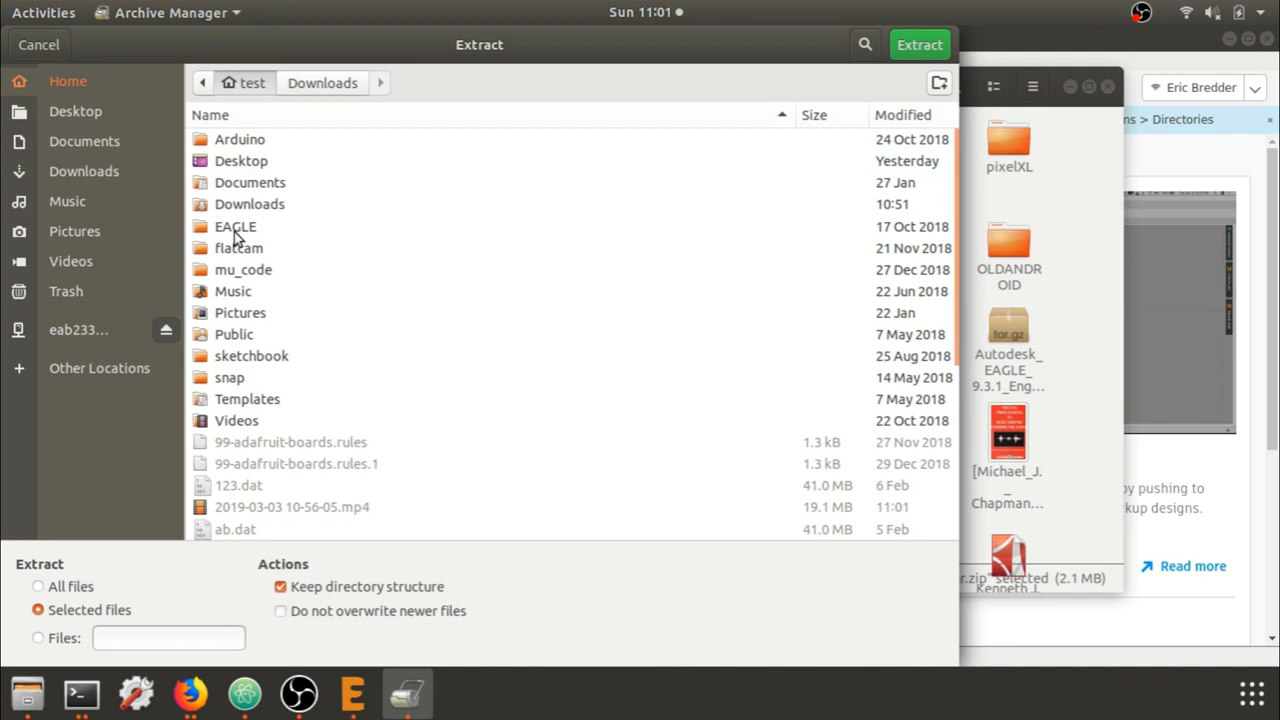 Activities
Archive Manager
Sun 11:01
Cancel
Extract
Extract
test
Downloads
Home
Desktop
Documents
Downloads
Music
Pictures
Videos
Trash
eab233...
Other Locations
Name Size Modified
Arduino 24 Oct 2018
Desktop Yesterday
Documents 27 Jan
Downloads 10:51
EAGLE 17 Oct 2018
flatcam 21 Nov 2018
mu_code 27 Dec 2018
Music 22 Jun 2018
Pictures 22 Jan
Public 7 May 2018
sketchbook 25 Aug 2018
snap 14 May 2018
Templates 7 May 2018
Videos 22 Oct 2018
99-adafruit-boards.rules 1.3 kB 27 Nov 2018
99-adafruit-boards.rules.1 1.3 kB 29 Dec 2018
123.dat 41.0 MB 6 Feb
2019-03-03 10-56-05.mp4 19.1 MB 11:01
ab.dat 41.0 MB 5 Feb
Extract
All files
Selected files
Files:
Actions
Keep directory structure
Do not overwrite newer files
pixelXL
OLDANDR
OID
tar.gz
Autodesk_
EAGLE_
9.3.1_Eng...
[Michael_J.
_
Chapman...
Kenneth J.
r.zip" selected (2.1 MB)
Eric Bredder
ns > Directories
by pushing to
kup designs.
Read more